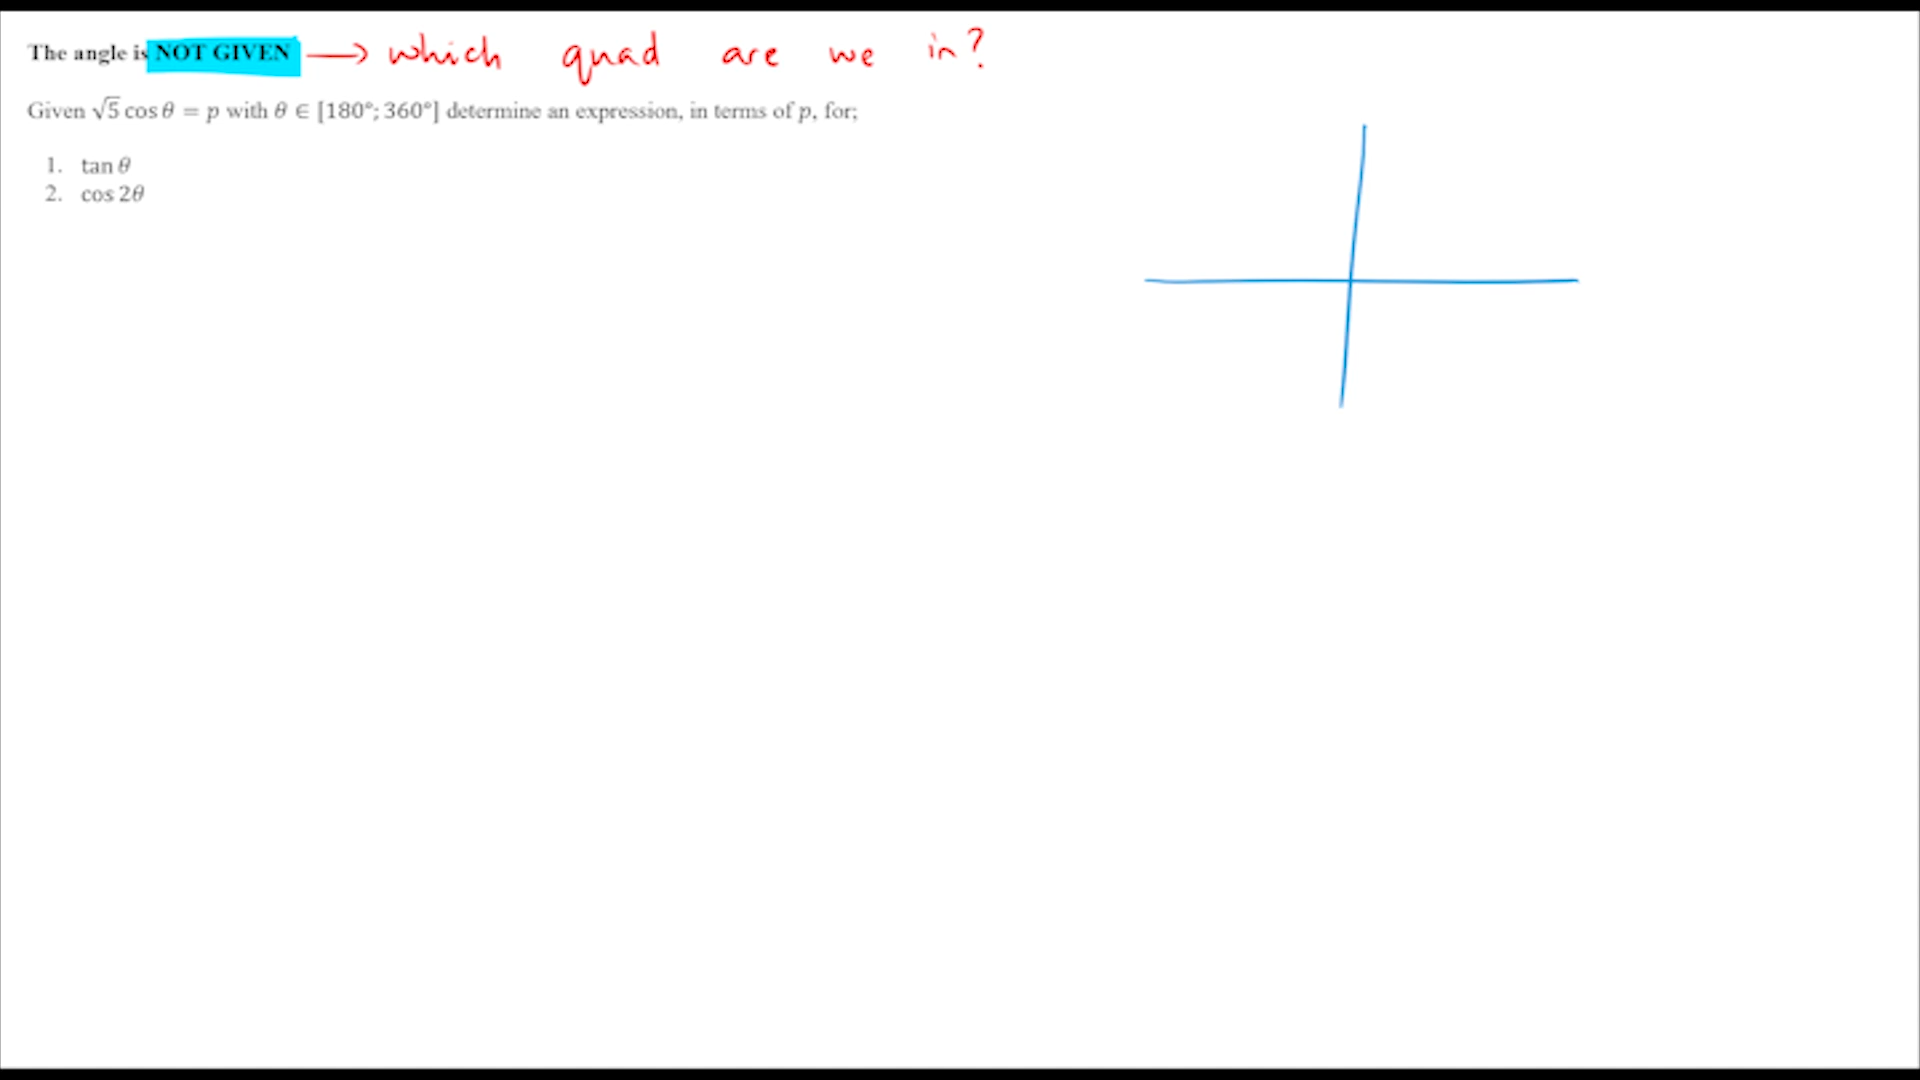 The angle is NOT GIVEN → which quad are we in?
Given √5 cos θ = p with θ ∈ [180°; 360°] determine an expression, in terms of p, for;
1. tan θ
2. cos 2θ